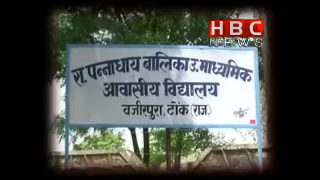 HBC
NEWS
रा. पन्नाधाय बालिका उ. माध्यमिक
आवासीय विद्यालय
वजीरपुरा, टोंक (राज.)